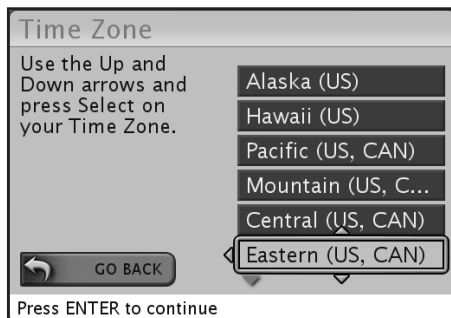 Time Zone
Use the Up and
Down arrows and
press Select on
your Time Zone.
Alaska (US)
Hawaii (US)
Pacific (US, CAN)
Mountain (US, C...
Central (US, CAN)
Eastern (US, CAN)
GO BACK
Press ENTER to continue